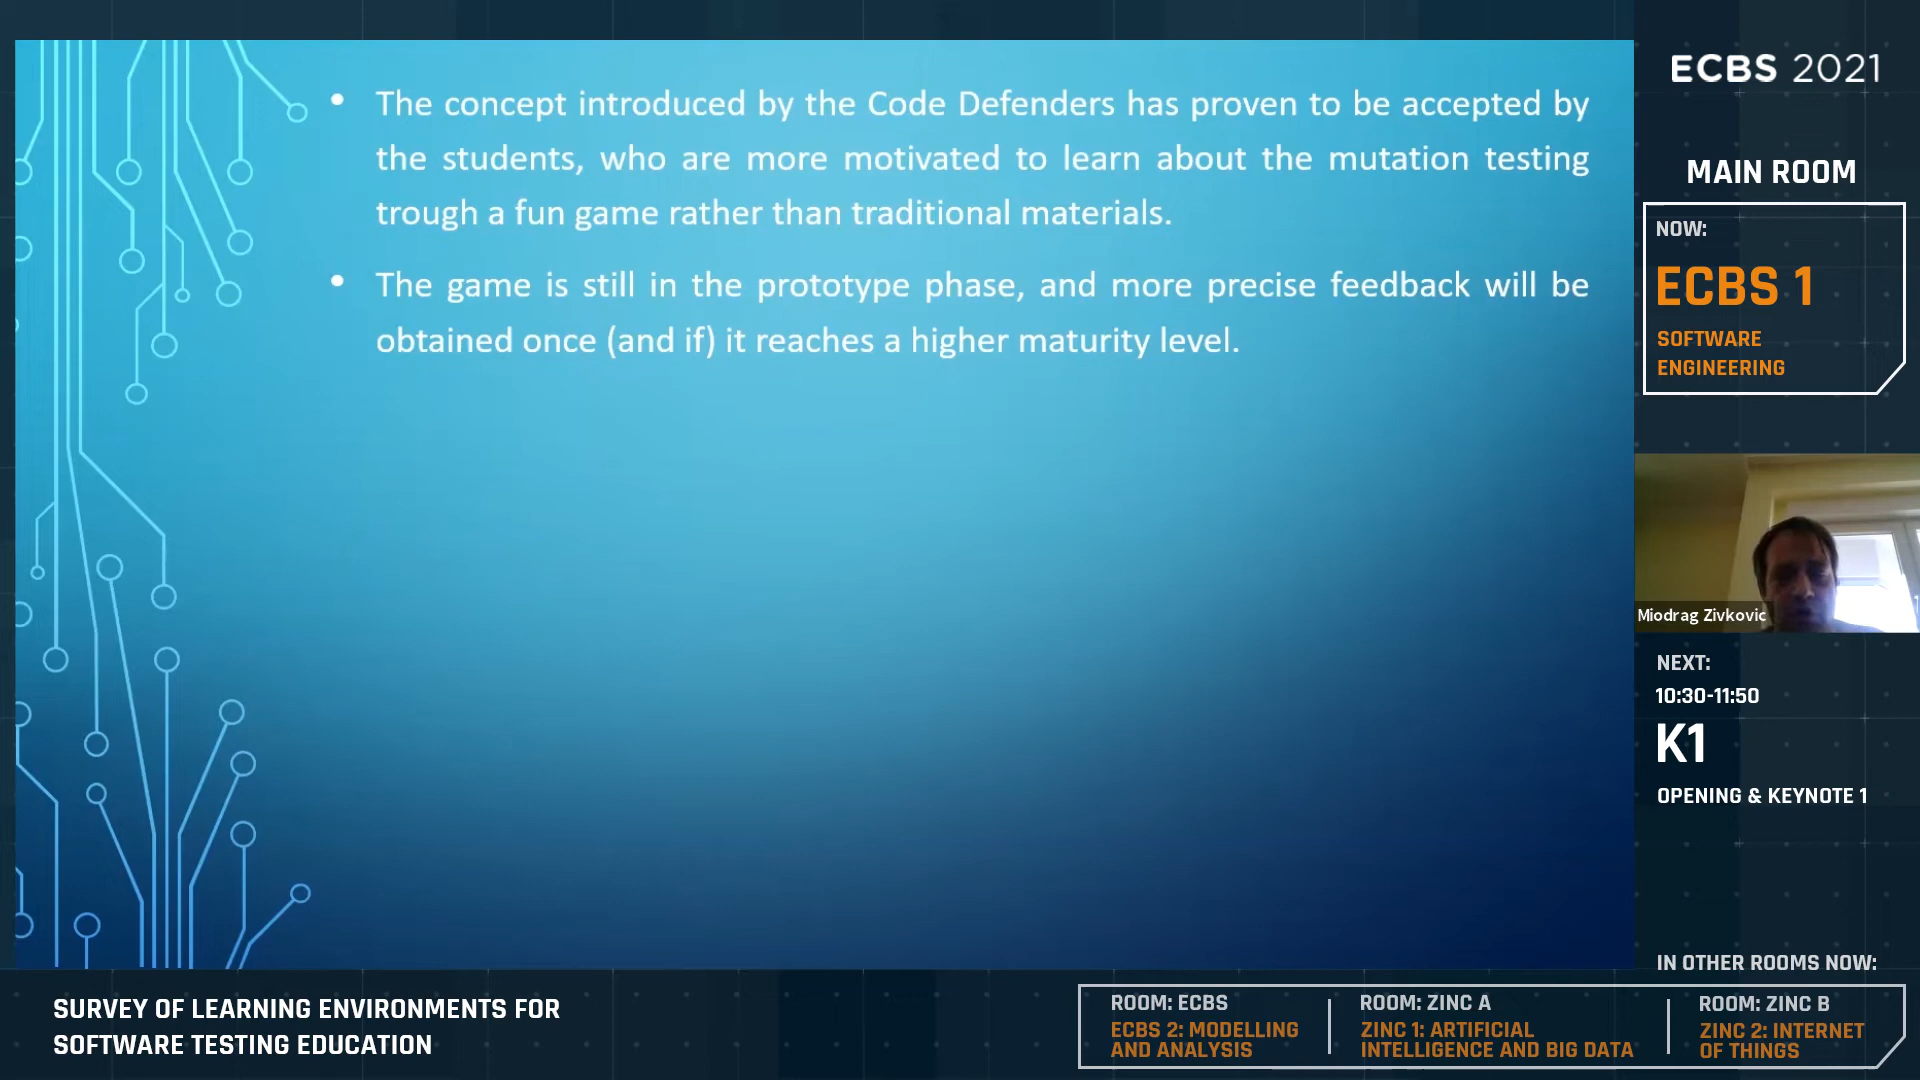 • The concept introduced by the Code Defenders has proven to be accepted by
the students, who are more motivated to learn about the mutation testing
trough a fun game rather than traditional materials.
• The game is still in the prototype phase, and more precise feedback will be
obtained once (and if) it reaches a higher maturity level.
ECBS 2021
MAIN ROOM
NOW:
ECBS 1
SOFTWARE
ENGINEERING
Miodrag Zivkovic
NEXT:
10:30-11:50
K1
OPENING & KEYNOTE 1
IN OTHER ROOMS NOW:
SURVEY OF LEARNING ENVIRONMENTS FOR
SOFTWARE TESTING EDUCATION
ROOM: ECBS
ECBS 2: MODELLING
AND ANALYSIS
ROOM: ZINC A
ZINC 1: ARTIFICIAL
INTELLIGENCE AND BIG DATA
ROOM: ZINC B
ZINC 2: INTERNET
OF THINGS